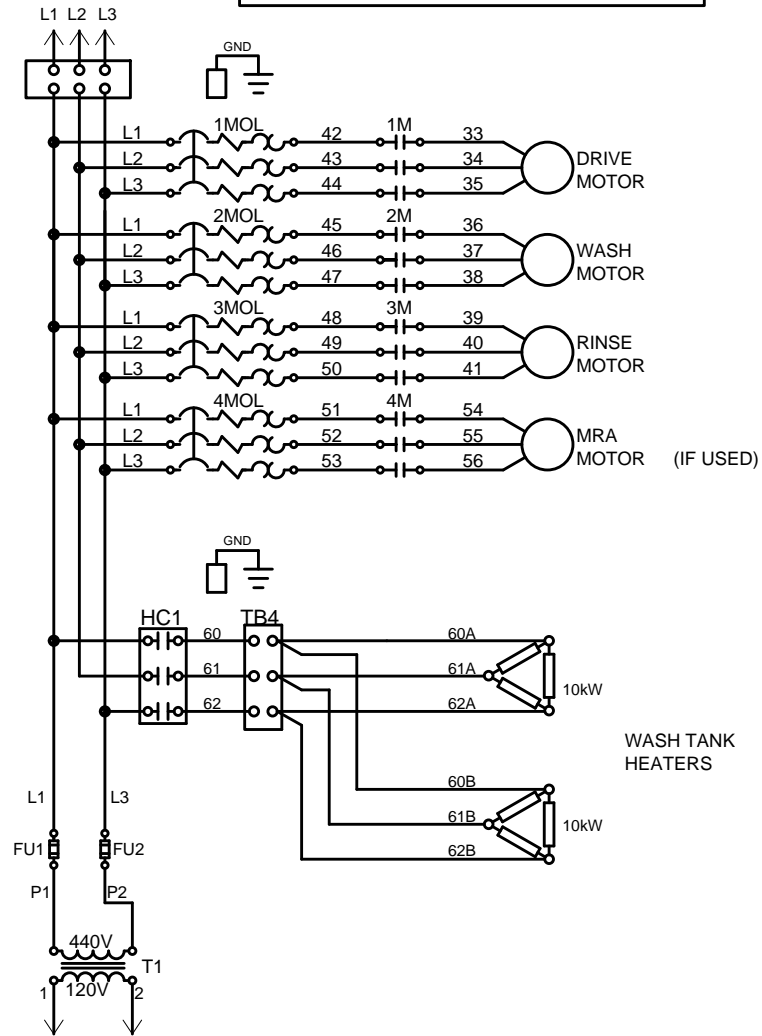 L1 L2 L3
GND
L1 1MOL 42 1M 33
L2 43 34
L3 44 35
DRIVE
MOTOR
L1 2MOL 45 2M 36
L2 46 37
L3 47 38
WASH
MOTOR
L1 3MOL 48 3M 39
L2 49 40
L3 50 41
RINSE
MOTOR
L1 4MOL 51 4M 54
L2 52 55
L3 53 56
MRA
MOTOR (IF USED)
GND
HC1 TB4
60 60A
61 61A
62 62A
10kW
WASH TANK
HEATERS
60B
61B
62B
10kW
L1 L3
FU1 FU2
P1 P2
440V
T1
120V
1 2